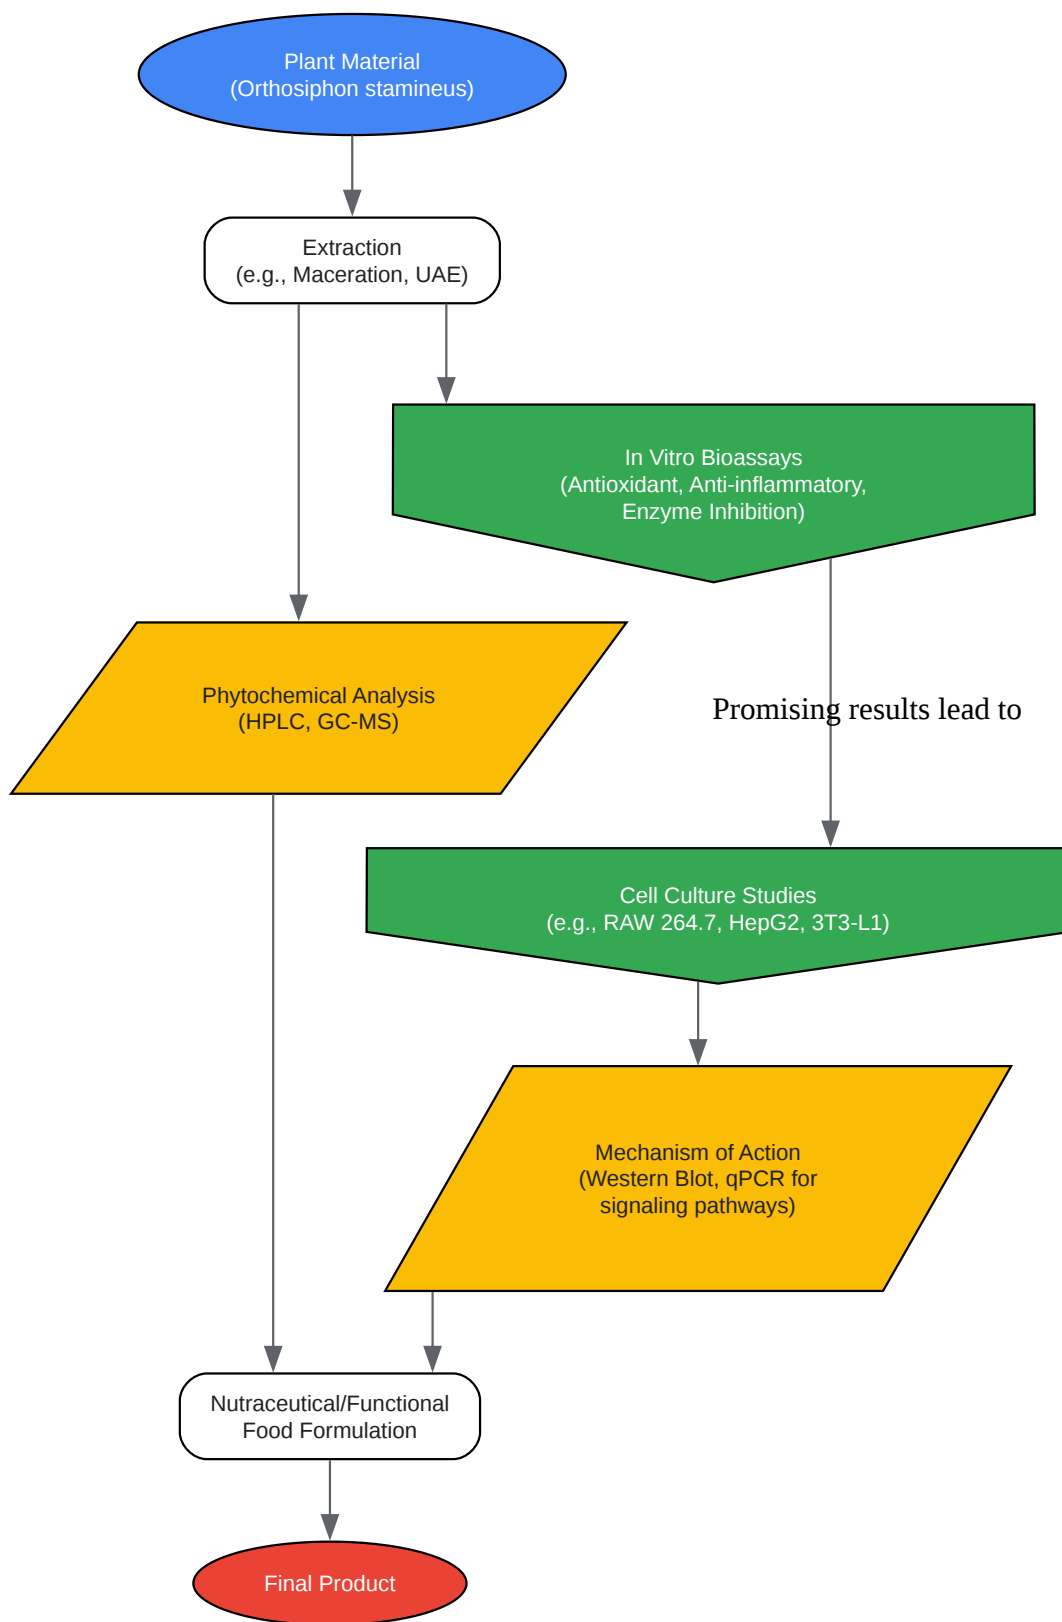 Plant Material
(Orthosiphon stamineus)
Extraction
(e.g., Maceration, UAE)
In Vitro Bioassays
(Antioxidant, Anti-inflammatory,
Enzyme Inhibition)
Phytochemical Analysis
(HPLC, GC-MS)
Promising results lead to
Cell Culture Studies
(e.g., RAW 264.7, HepG2, 3T3-L1)
Mechanism of Action
(Western Blot, qPCR for
signaling pathways)
Nutraceutical/Functional
Food Formulation
Final Product